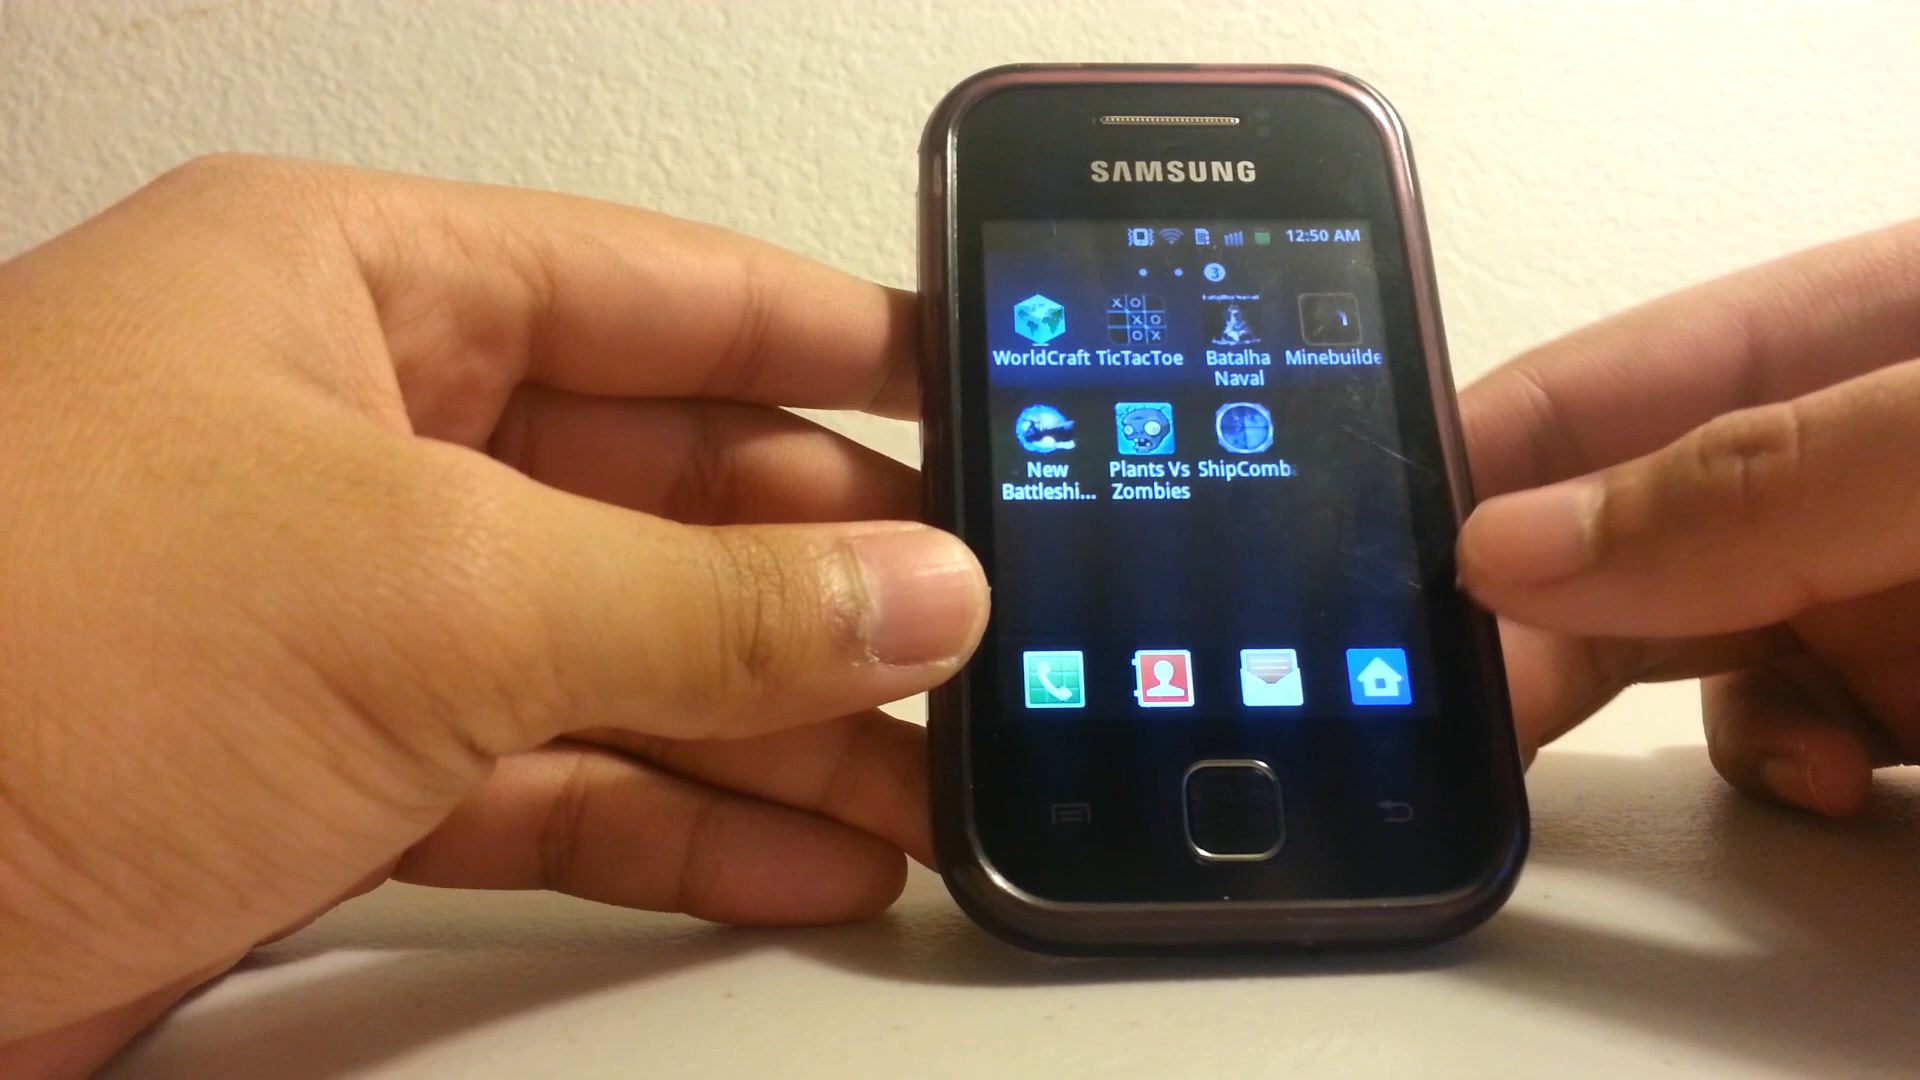 SAMSUNG
12:50 AM
3
WorldCraft TicTacToe Batalha Naval Minebuilde
New Battleshi... Plants Vs Zombies ShipComb